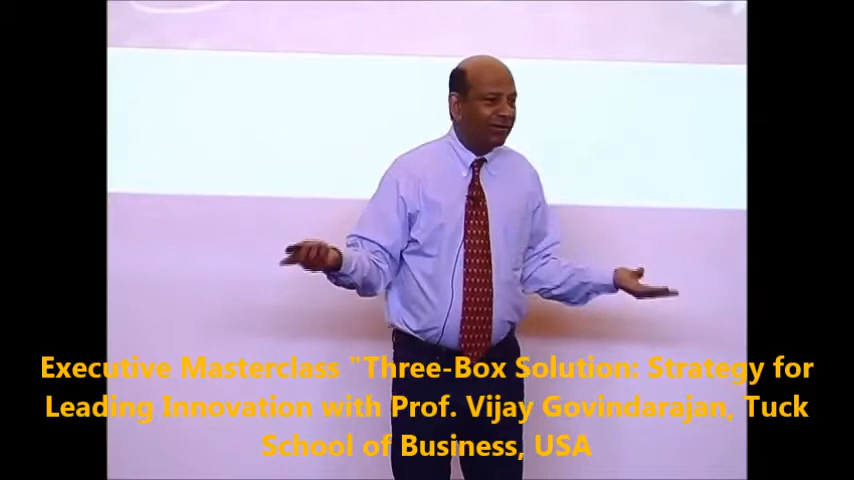 Executive Masterclass "Three-Box Solution: Strategy for
Leading Innovation with Prof. Vijay Govindarajan, Tuck
School of Business, USA